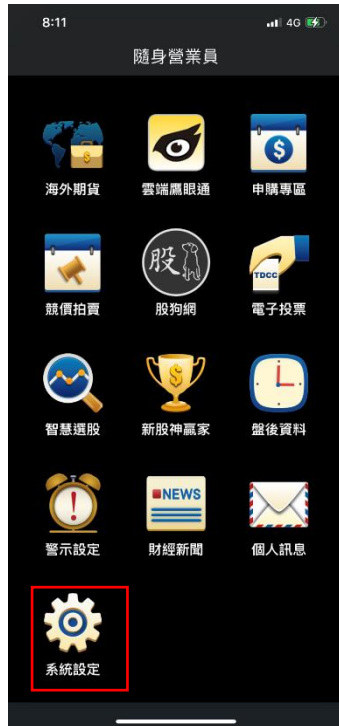 8:11
4G
隨身營業員
$
$
海外期貨
雲端鷹眼通
申購專區
股
TDCC
競價拍賣
股狗網
電子投票
$
智慧選股
新股神贏家
盤後資料
!
NEWS
警示設定
財經新聞
個人訊息
系統設定